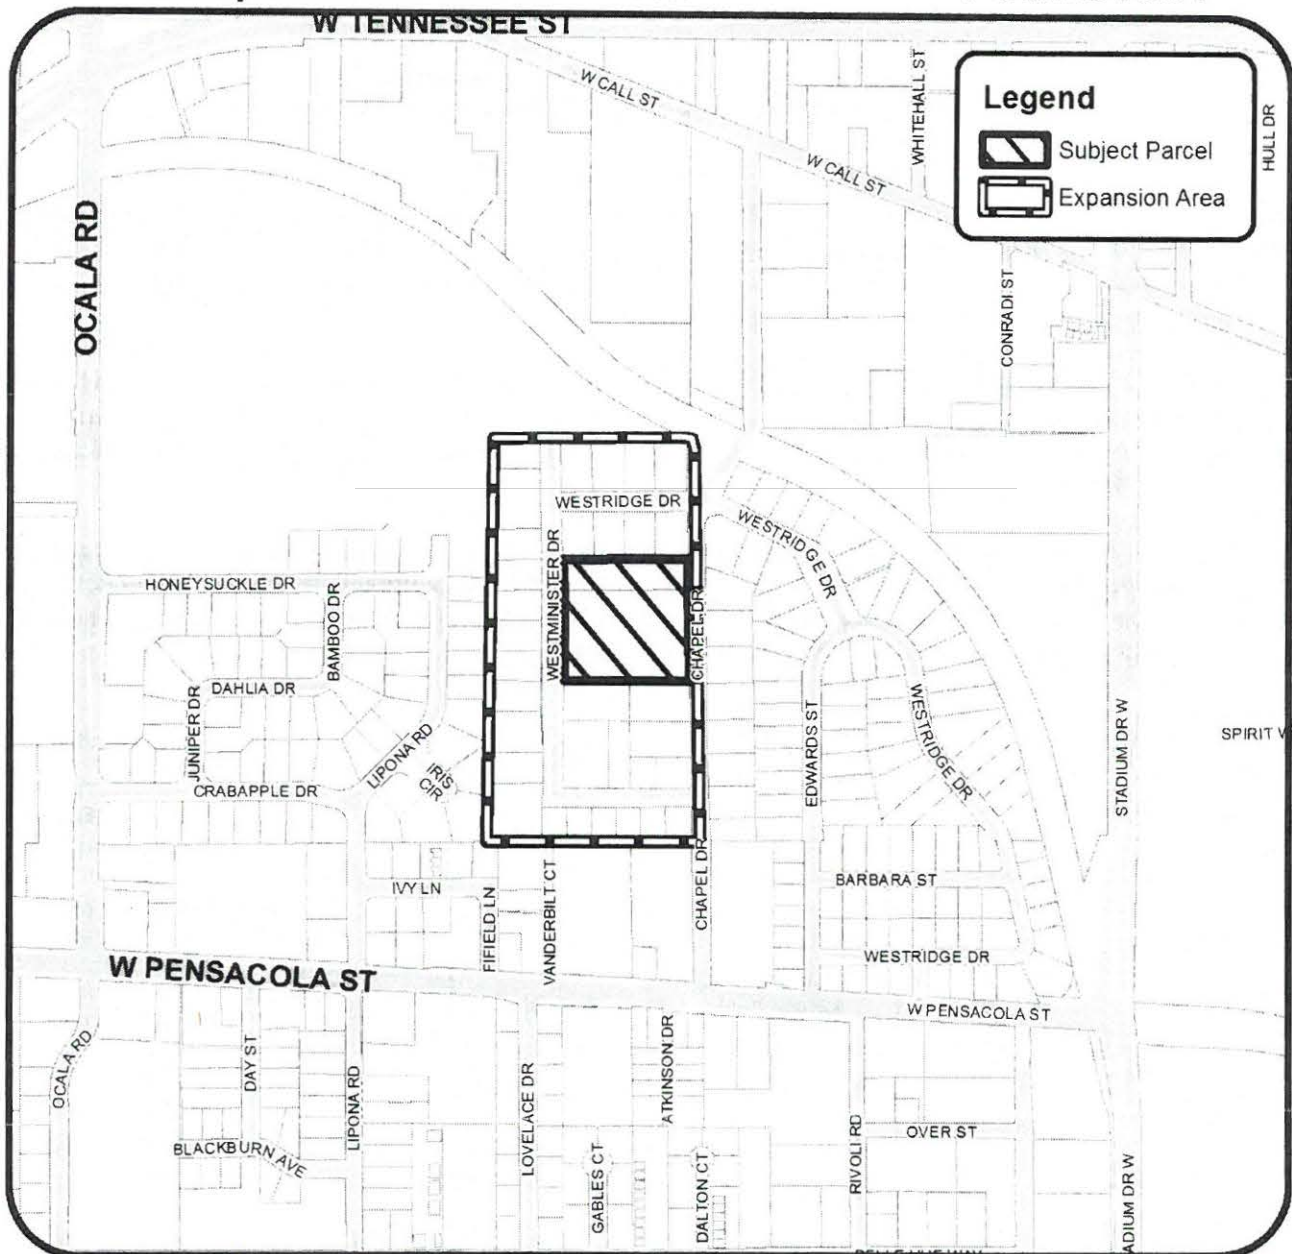 W TENNESSEE ST
W CALL ST
WHITEHALL ST
HULL DR
Legend
Subject Parcel
Expansion Area
W CALL ST
OCALA RD
CONRADI ST
WESTRIDGE DR
WESTRIDGE DR
WESTMINISTER DR
HONEYSUCKLE DR
BAMBOO DR
CHAPEL DR
DAHLIA DR
JUNIPER DR
WESTRIDGE DR
EDWARDS ST
STADIUM DR W
SPIRIT W
LIPONA RD
IRIS
CIR
CRABAPPLE DR
CHAPEL DR
IVY LN
BARBARA ST
FIFIELD LN
VANDERBILT CT
WESTRIDGE DR
W PENSACOLA ST
W PENSACOLA ST
OCALA RD
DAY ST
LIPONA RD
LOVELACE DR
ATKINSON DR
RIVOLI RD
OVER ST
BLACKBURN AVE
GABLES CT
DALTON CT
ADIUM DR W